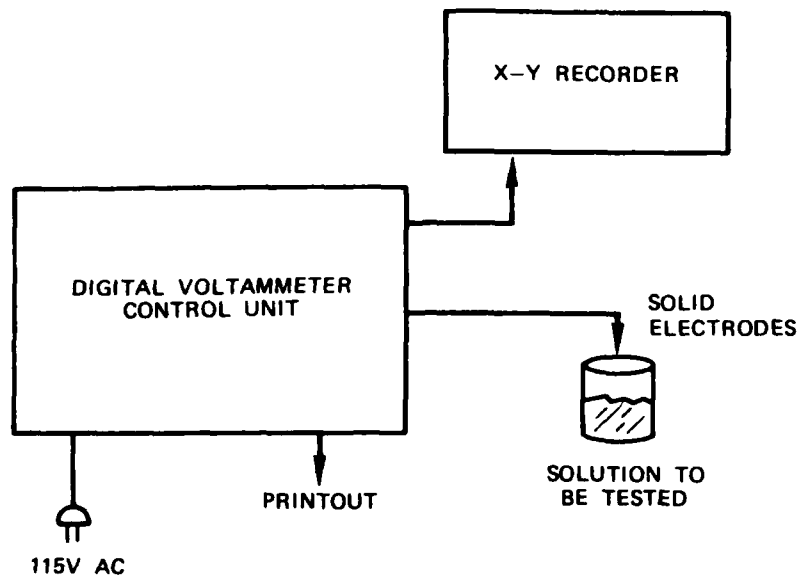 X-Y RECORDER
DIGITAL VOLTAMMETER
CONTROL UNIT
SOLID
ELECTRODES
SOLUTION TO
BE TESTED
PRINTOUT
115V AC